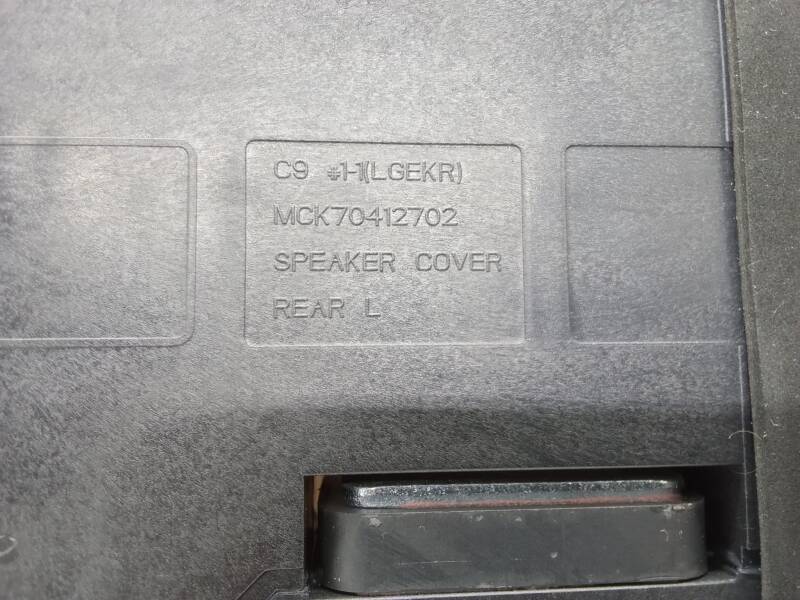 C9 #1-1(LGEKR)
MCK70412702
SPEAKER COVER
REAR L